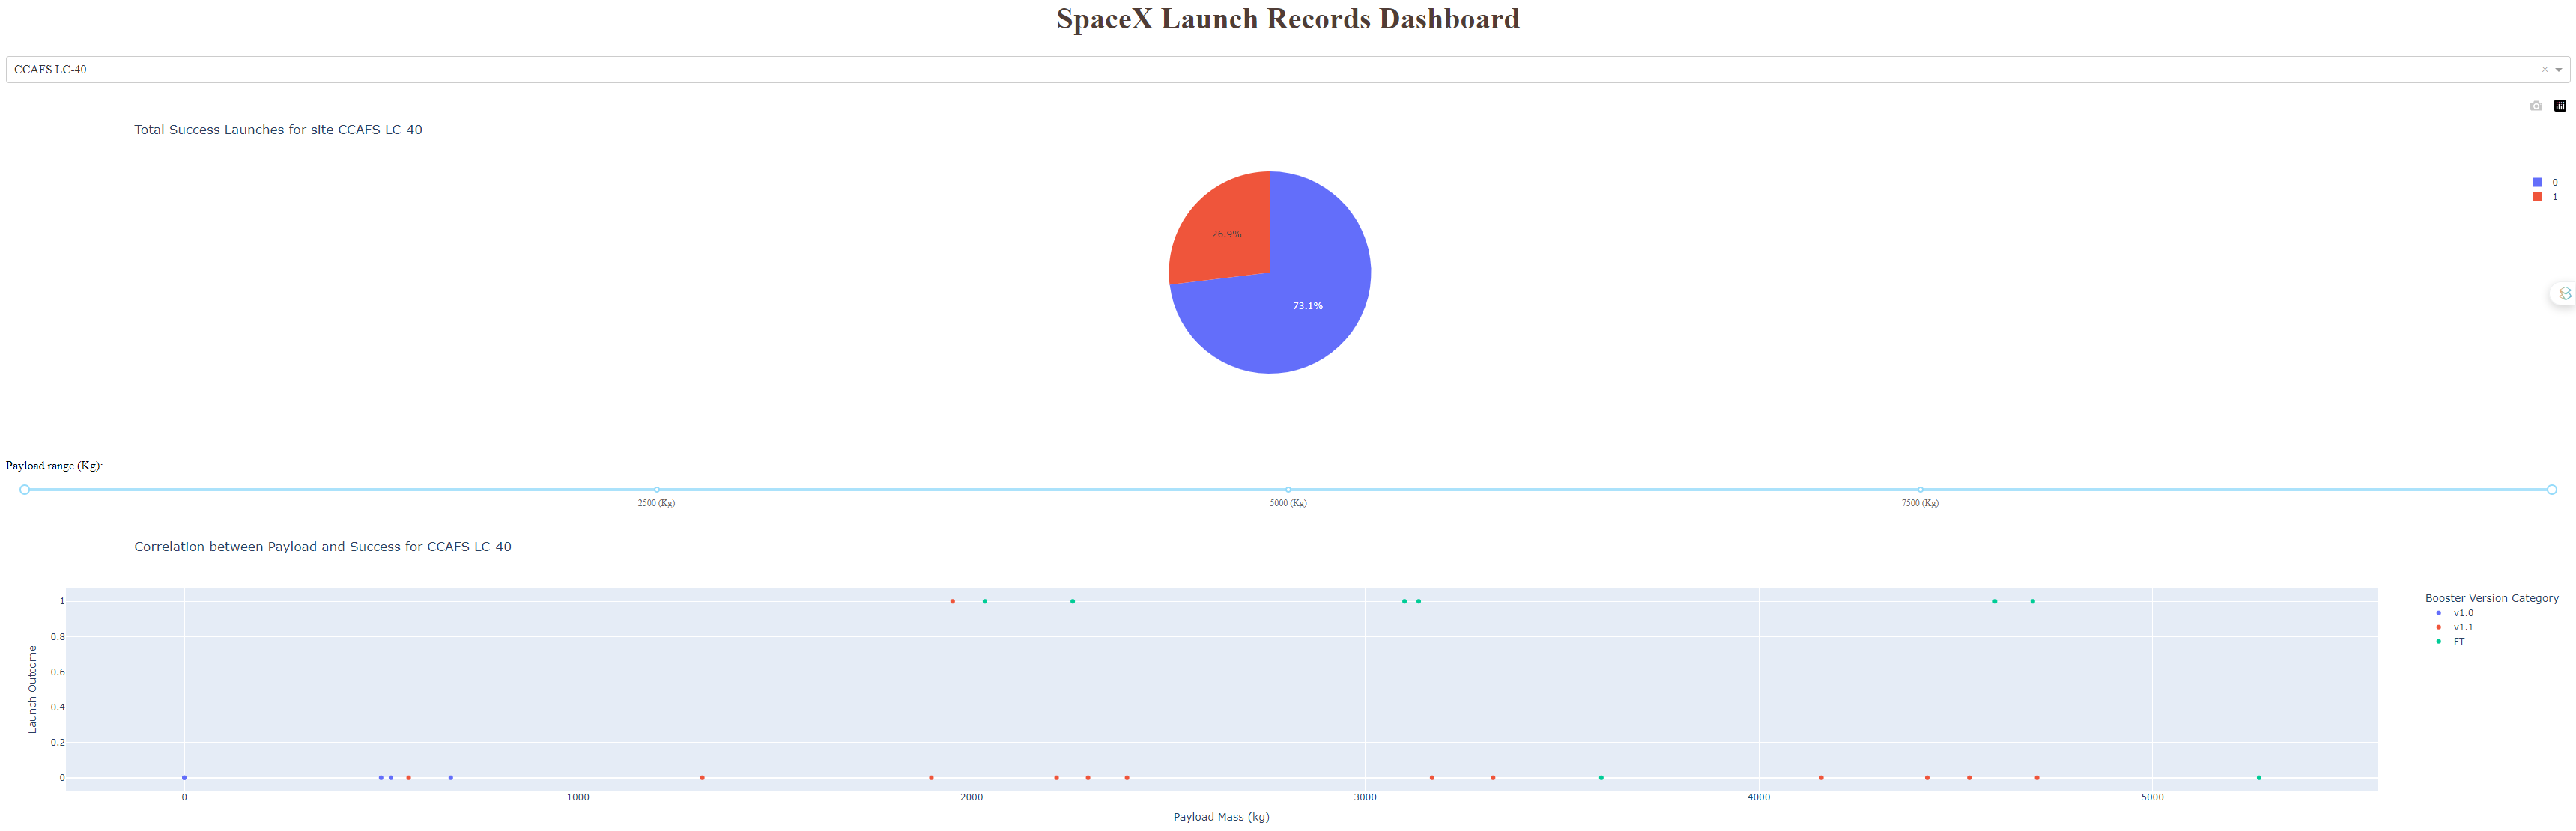 SpaceX Launch Records Dashboard
CCAFS LC-40
×
Total Success Launches for site CCAFS LC-40
0
1
26.9%
73.1%
Payload range (Kg):
2500 (Kg)
5000 (Kg)
7500 (Kg)
Correlation between Payload and Success for CCAFS LC-40
Booster Version Category
v1.0
v1.1
FT
Launch Outcome
1
0.8
0.6
0.4
0.2
0
0
1000
2000
3000
4000
5000
Payload Mass (kg)